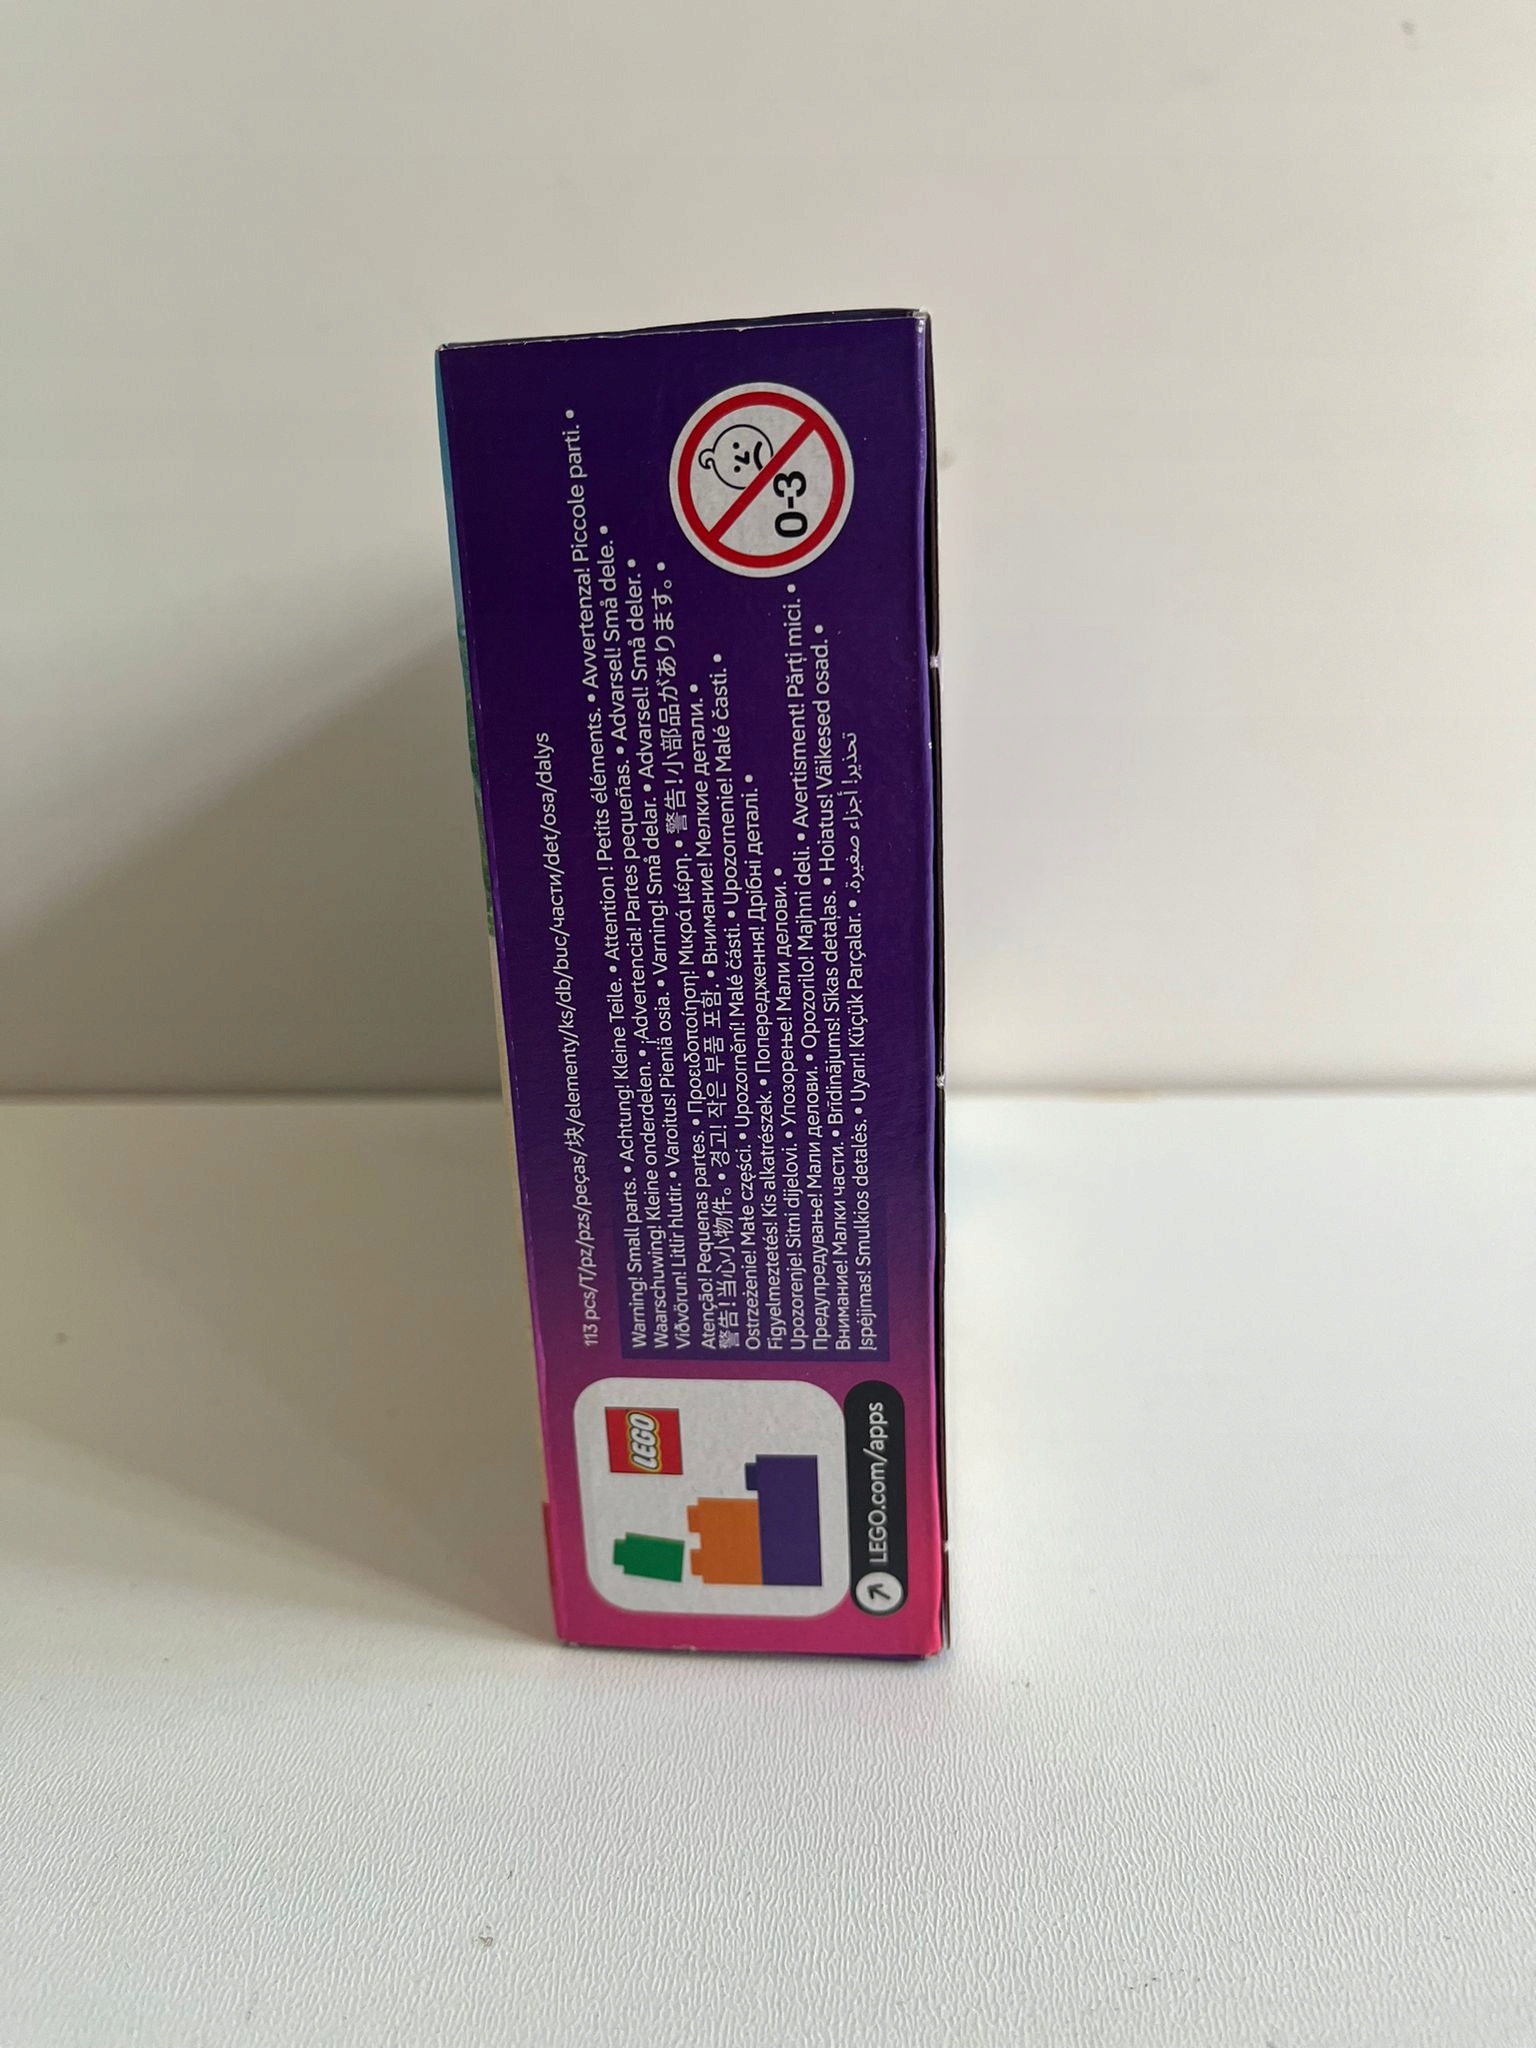 113 pcs/T/pz/pzs/peças/块/elementy/ks/db/buc/части/det/osa/dalys
Warning! Small parts. • Achtung! Kleine Teile. • Attention ! Petits éléments. • Avvertenza! Piccole parti. •
Waarschuwing! Kleine onderdelen. • ¡Advertencia! Partes pequeñas. • Advarsel! Små dele. •
Viðvörun! Litlir hlutir. • Varoitus! Pieniä osia. • Varning! Små delar. • Advarsel! Små deler. •
Atenção! Pequenas partes. • Προειδοποίηση! Μικρά μέρη. • 警告！小部品があります。 •
警告！当心小物件。 • 경고! 작은 부품 포함. • Внимание! Мелкие детали. •
Ostrzeżenie! Małe części. • Upozornění! Malé části. • Upozornenie! Malé časti. •
Figyelmeztetés! Kis alkatrészek. • Попередження! Дрібні деталі. •
Upozorenje! Sitni dijelovi. • Упозорење! Мали делови. •
Предупредување! Мали делови. • Opozorilo! Majhni deli. • Avertisment! Părți mici. •
Внимание! Малки части. • Brīdinājums! Sīkas detaļas. • Hoiatus! Väikesed osad. •
Įspėjimas! Smulkios detalės. • Uyarı! Küçük Parçalar. • تحذير! أجزاء صغيرة.
0-3
LEGO
LEGO.com/apps